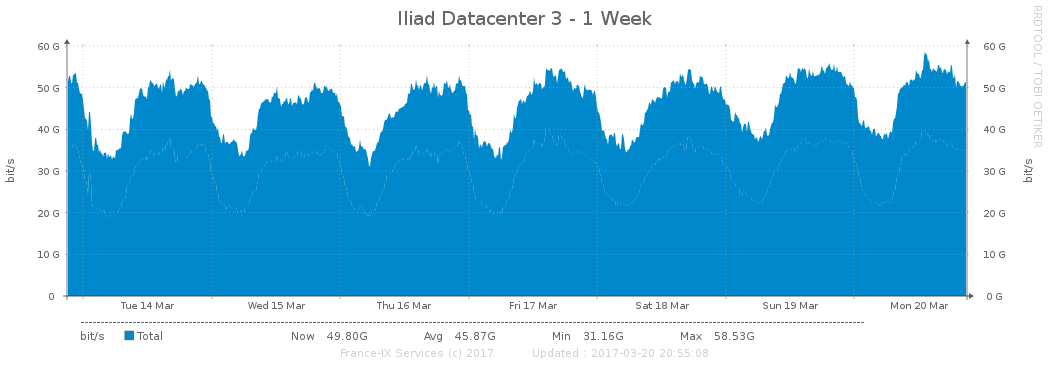 Iliad Datacenter 3 - 1 Week
RRDTOOL / TOBI OETIKER
60 G 60 G
50 G 50 G
40 G 40 G
30 G 30 G
20 G 20 G
10 G 10 G
0 0 G
bit/s bit/s
Tue 14 Mar Wed 15 Mar Thu 16 Mar Fri 17 Mar Sat 18 Mar Sun 19 Mar Mon 20 Mar
bit/s Total Now 49.80G Avg 45.87G Min 31.16G Max 58.53G
France-IX Services (c) 2017 Updated : 2017-03-20 20:55:08